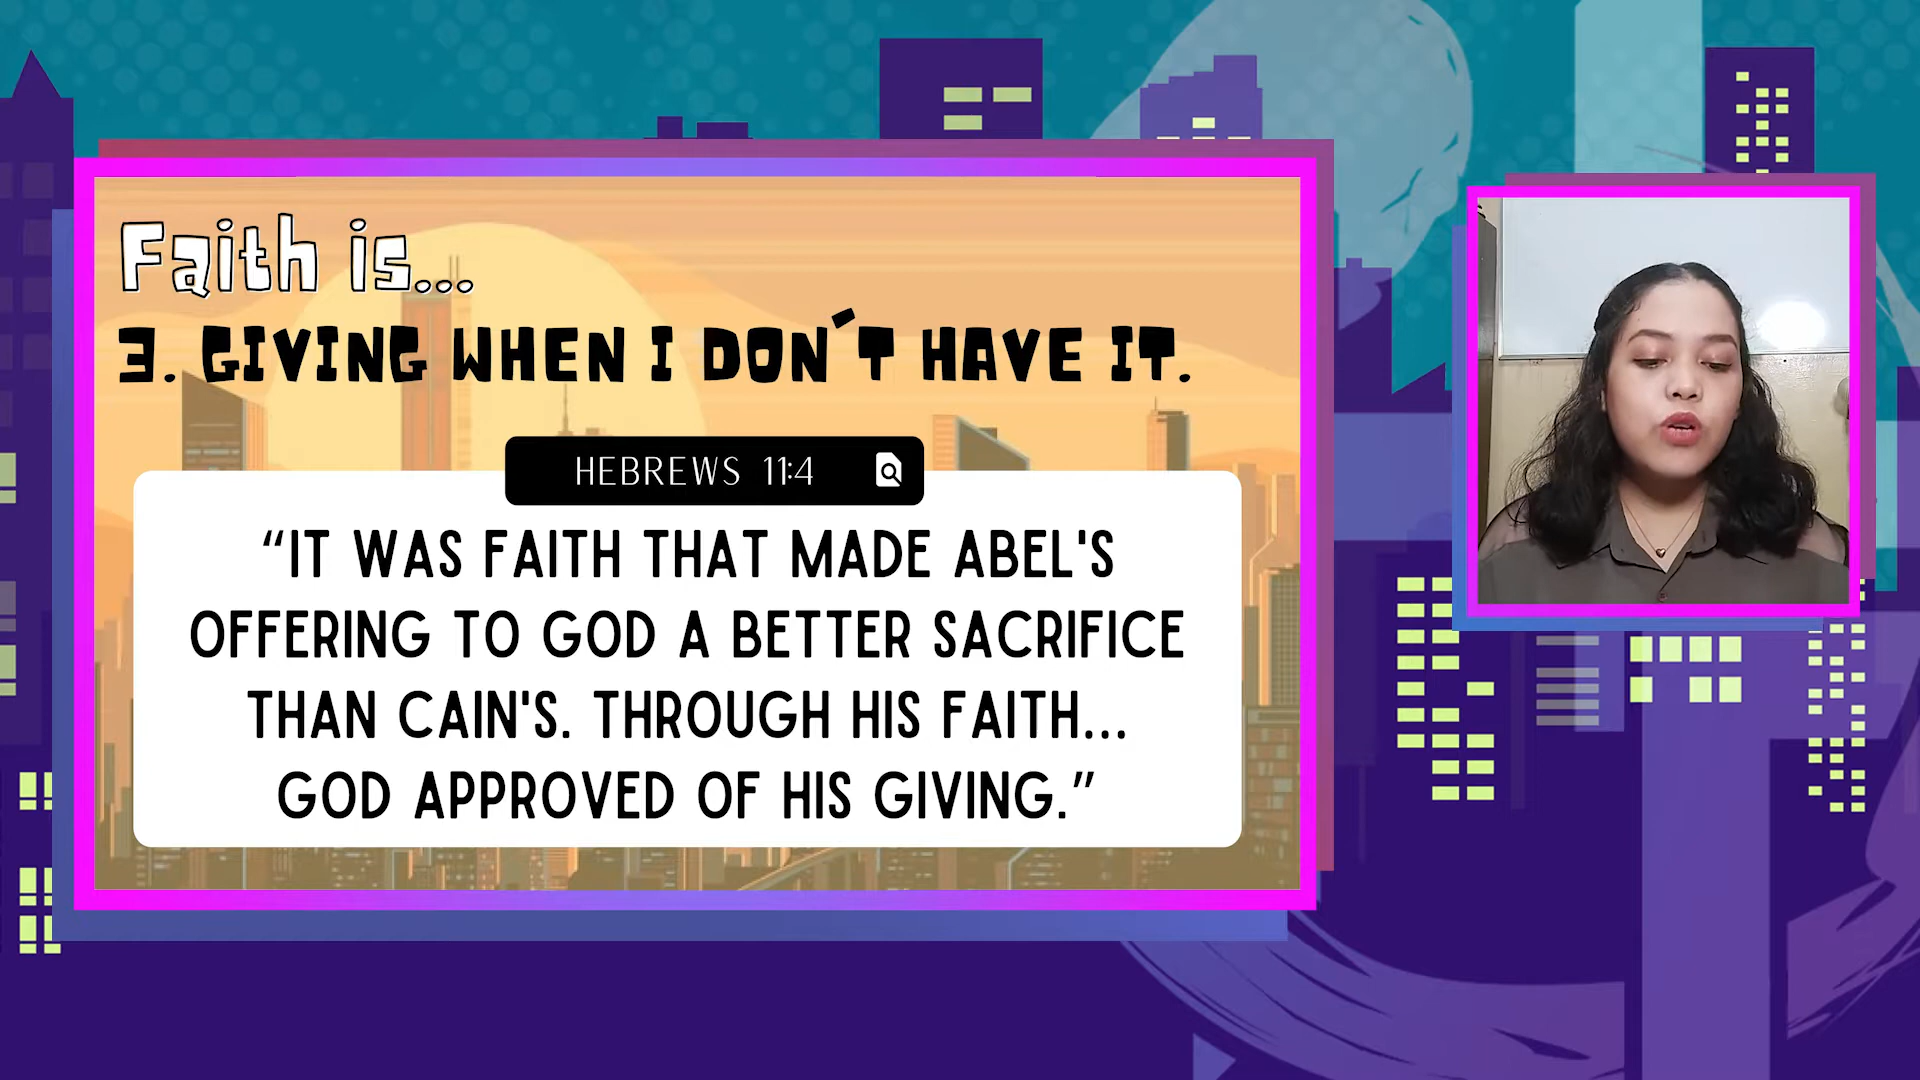 Faith is...
3. GIVING WHEN I DON´T HAVE IT.
HEBREWS 11:4
“IT WAS FAITH THAT MADE ABEL'S
OFFERING TO GOD A BETTER SACRIFICE
THAN CAIN'S. THROUGH HIS FAITH...
GOD APPROVED OF HIS GIVING.”